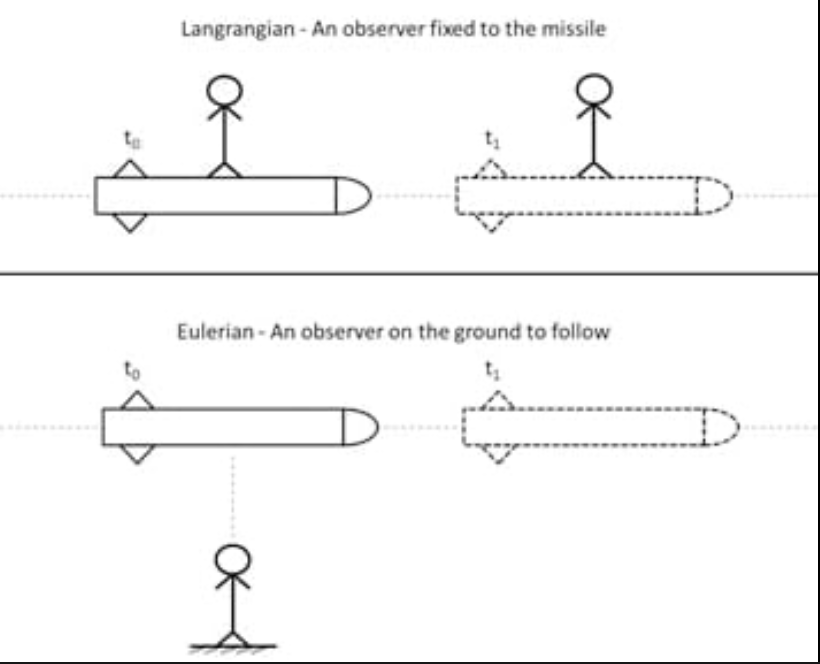 Langrangian - An observer fixed to the missile
t₀ t₁
Eulerian - An observer on the ground to follow
t₀ t₁